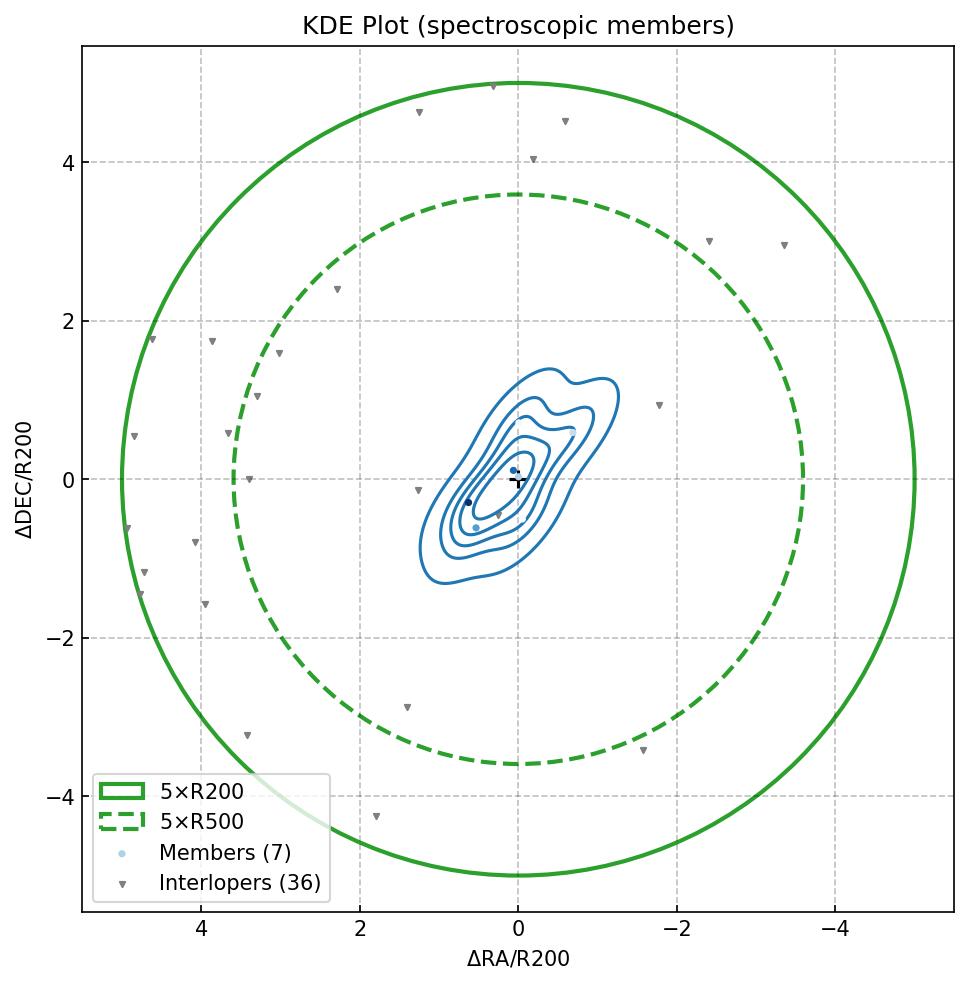 KDE Plot (spectroscopic members)
4
2
0
−2
−4
ΔDEC/R200
5×R200
5×R500
Members (7)
Interlopers (36)
4
2
0
−2
−4
ΔRA/R200